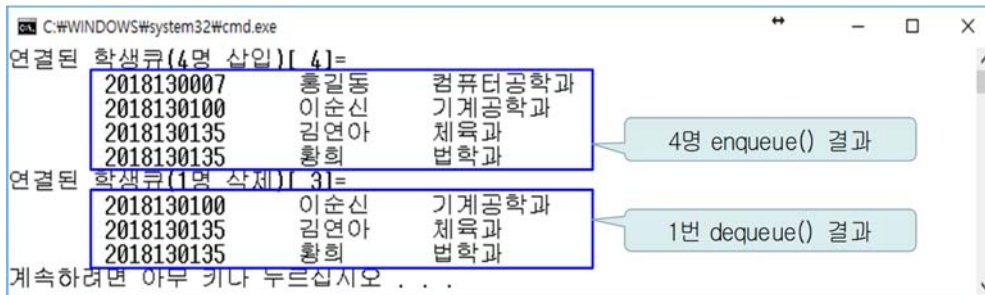 C:\WINDOWS\system32\cmd.exe
연결된 학생큐(4명 삽입)[ 4]=
2018130007 홍길동 컴퓨터공학과
2018130100 이순신 기계공학과
2018130135 김연아 체육과
2018130135 황희 법학과
4명 enqueue() 결과
연결된 학생큐(1명 삭제)[ 3]=
2018130100 이순신 기계공학과
2018130135 김연아 체육과
2018130135 황희 법학과
1번 dequeue() 결과
계속하려면 아무 키나 누르십시오 . . .